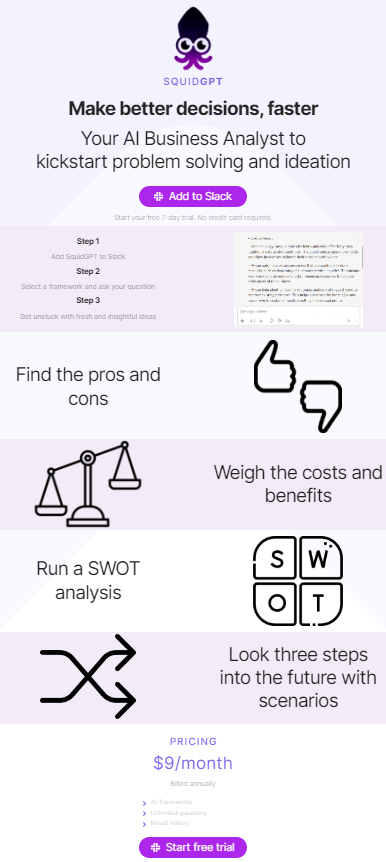 SQUIDGPT
Make better decisions, faster
Your AI Business Analyst to
kickstart problem solving and ideation
Add to Slack
Start your free 7-day trial. No credit card required.
Step 1
Add SquidGPT to Slack
Step 2
Select a framework and ask your question
Step 3
Get unstuck with fresh and insightful ideas
Find the pros and
cons
Weigh the costs and
benefits
Run a SWOT
analysis
S W
O T
Look three steps
into the future with
scenarios
PRICING
$9/month
Billed annually
All frameworks
Unlimited questions
Result history
Start free trial